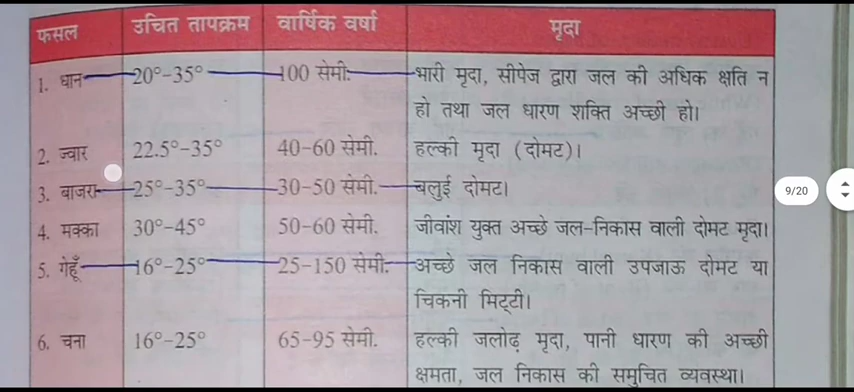 फसल उचित तापक्रम वार्षिक वर्षा मृदा
1. धान 20°-35° 100 सेमी. भारी मृदा, सीपेज द्वारा जल की अधिक क्षति न
हो तथा जल धारण शक्ति अच्छी हो।
2. ज्वार 22.5°-35° 40-60 सेमी. हल्की मृदा (दोमट)।
3. बाजरा 25°-35° 30-50 सेमी. बलुई दोमट।
9/20
4. मक्का 30°-45° 50-60 सेमी. जीवांश युक्त अच्छे जल-निकास वाली दोमट मृदा।
5. गेहूँ 16°-25° 25-150 सेमी. अच्छे जल निकास वाली उपजाऊ दोमट या
चिकनी मिट्टी।
6. चना 16°-25° 65-95 सेमी. हल्की जलोढ़ मृदा, पानी धारण की अच्छी
क्षमता, जल निकास की समुचित व्यवस्था।